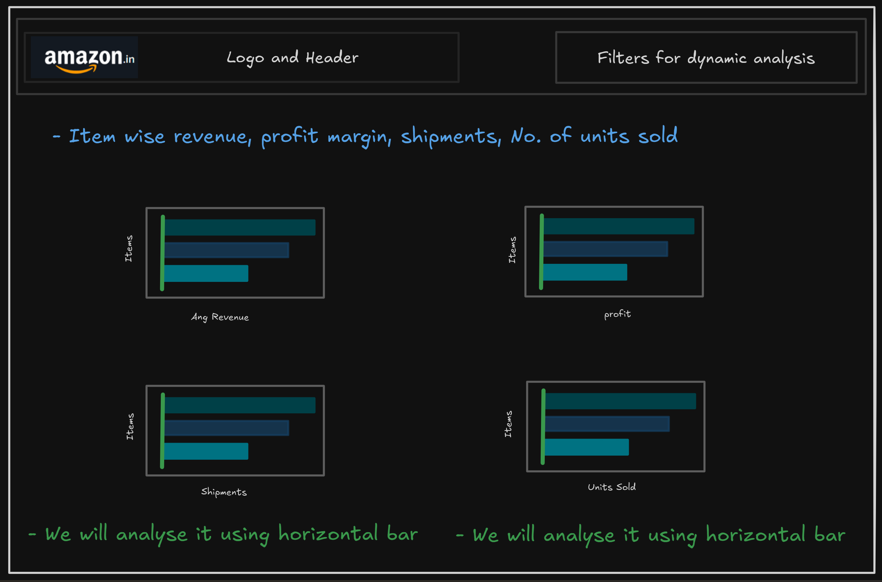 amazon.in
Logo and Header
Filters for dynamic analysis
- Item wise revenue, profit margin, shipments, No. of units sold
Items
Ang Revenue
Items
profit
Items
Shipments
Items
Units Sold
- We will analyse it using horizontal bar
- We will analyse it using horizontal bar